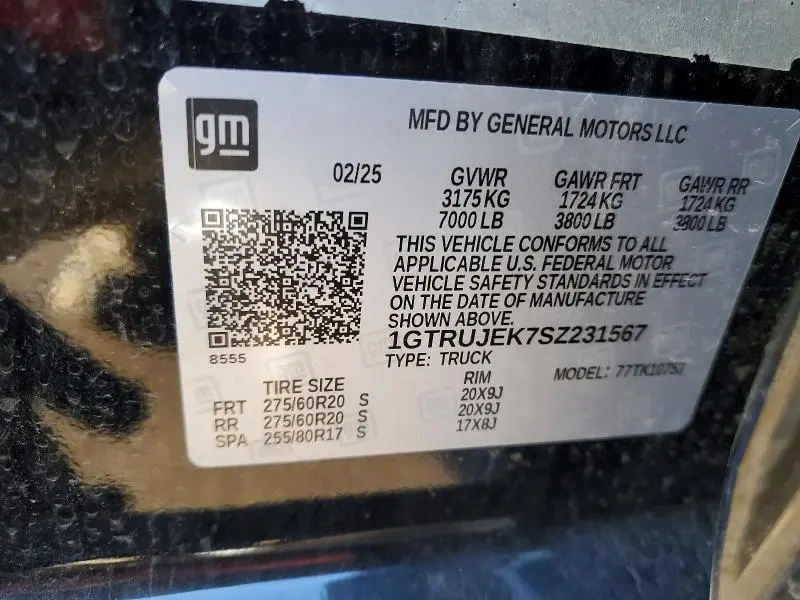 gm
MFD BY GENERAL MOTORS LLC
02/25 GVWR GAWR FRT GAWR RR
3175 KG 1724 KG 1724 KG
7000 LB 3800 LB 3800 LB
THIS VEHICLE CONFORMS TO ALL
APPLICABLE U.S. FEDERAL MOTOR
VEHICLE SAFETY STANDARDS IN EFFECT
ON THE DATE OF MANUFACTURE
SHOWN ABOVE.
1GTRUJEK7SZ231567
8555
TYPE: TRUCK MODEL:
TIRE SIZE RIM
FRT 275/60R20 S 20X9J
RR 275/60R20 S 20X9J
SPA 255/80R17 S 17X8J